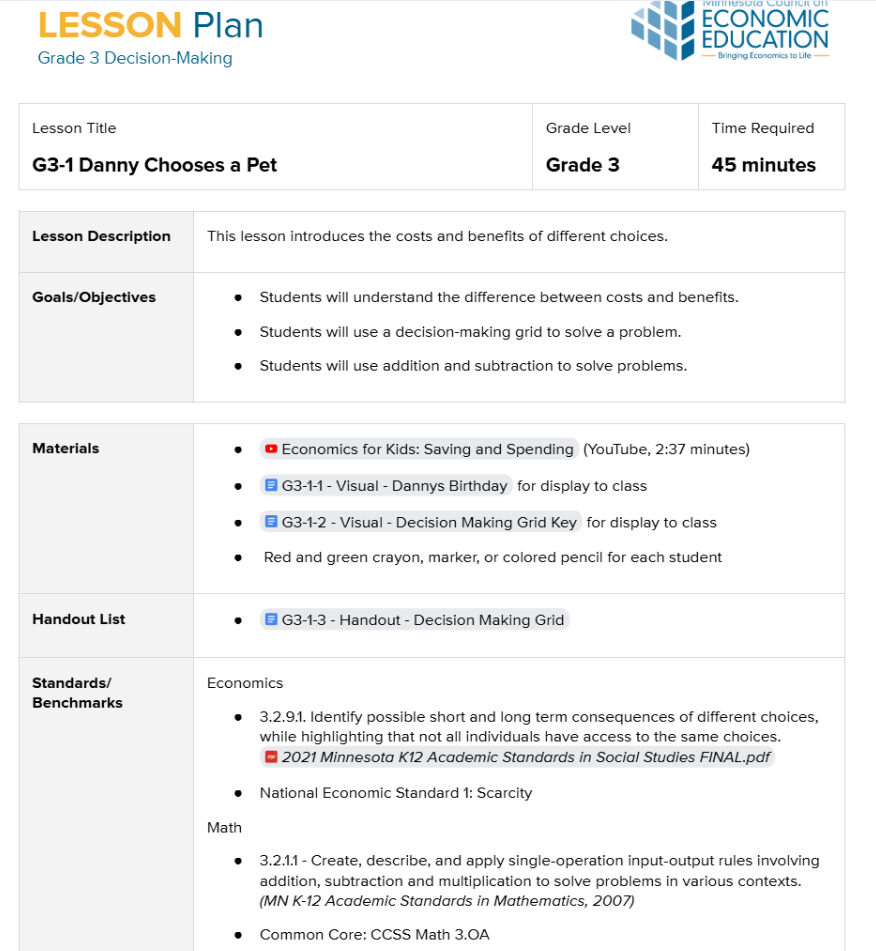 LESSON Plan
Grade 3 Decision-Making
Minnesota Council on
ECONOMIC
EDUCATION
Bringing Economics to Life
Lesson Title
G3-1 Danny Chooses a Pet
Grade Level
Grade 3
Time Required
45 minutes
Lesson Description
This lesson introduces the costs and benefits of different choices.
Goals/Objectives
● Students will understand the difference between costs and benefits.
● Students will use a decision-making grid to solve a problem.
● Students will use addition and subtraction to solve problems.
Materials
● Economics for Kids: Saving and Spending (YouTube, 2:37 minutes)
● G3-1-1 - Visual - Dannys Birthday for display to class
● G3-1-2 - Visual - Decision Making Grid Key for display to class
● Red and green crayon, marker, or colored pencil for each student
Handout List
● G3-1-3 - Handout - Decision Making Grid
Standards/
Benchmarks
Economics
● 3.2.9.1. Identify possible short and long term consequences of different choices,
while highlighting that not all individuals have access to the same choices.
PDF 2021 Minnesota K12 Academic Standards in Social Studies FINAL.pdf
● National Economic Standard 1: Scarcity
Math
● 3.2.1.1 - Create, describe, and apply single-operation input-output rules involving
addition, subtraction and multiplication to solve problems in various contexts.
(MN K-12 Academic Standards in Mathematics, 2007)
● Common Core: CCSS Math 3.OA